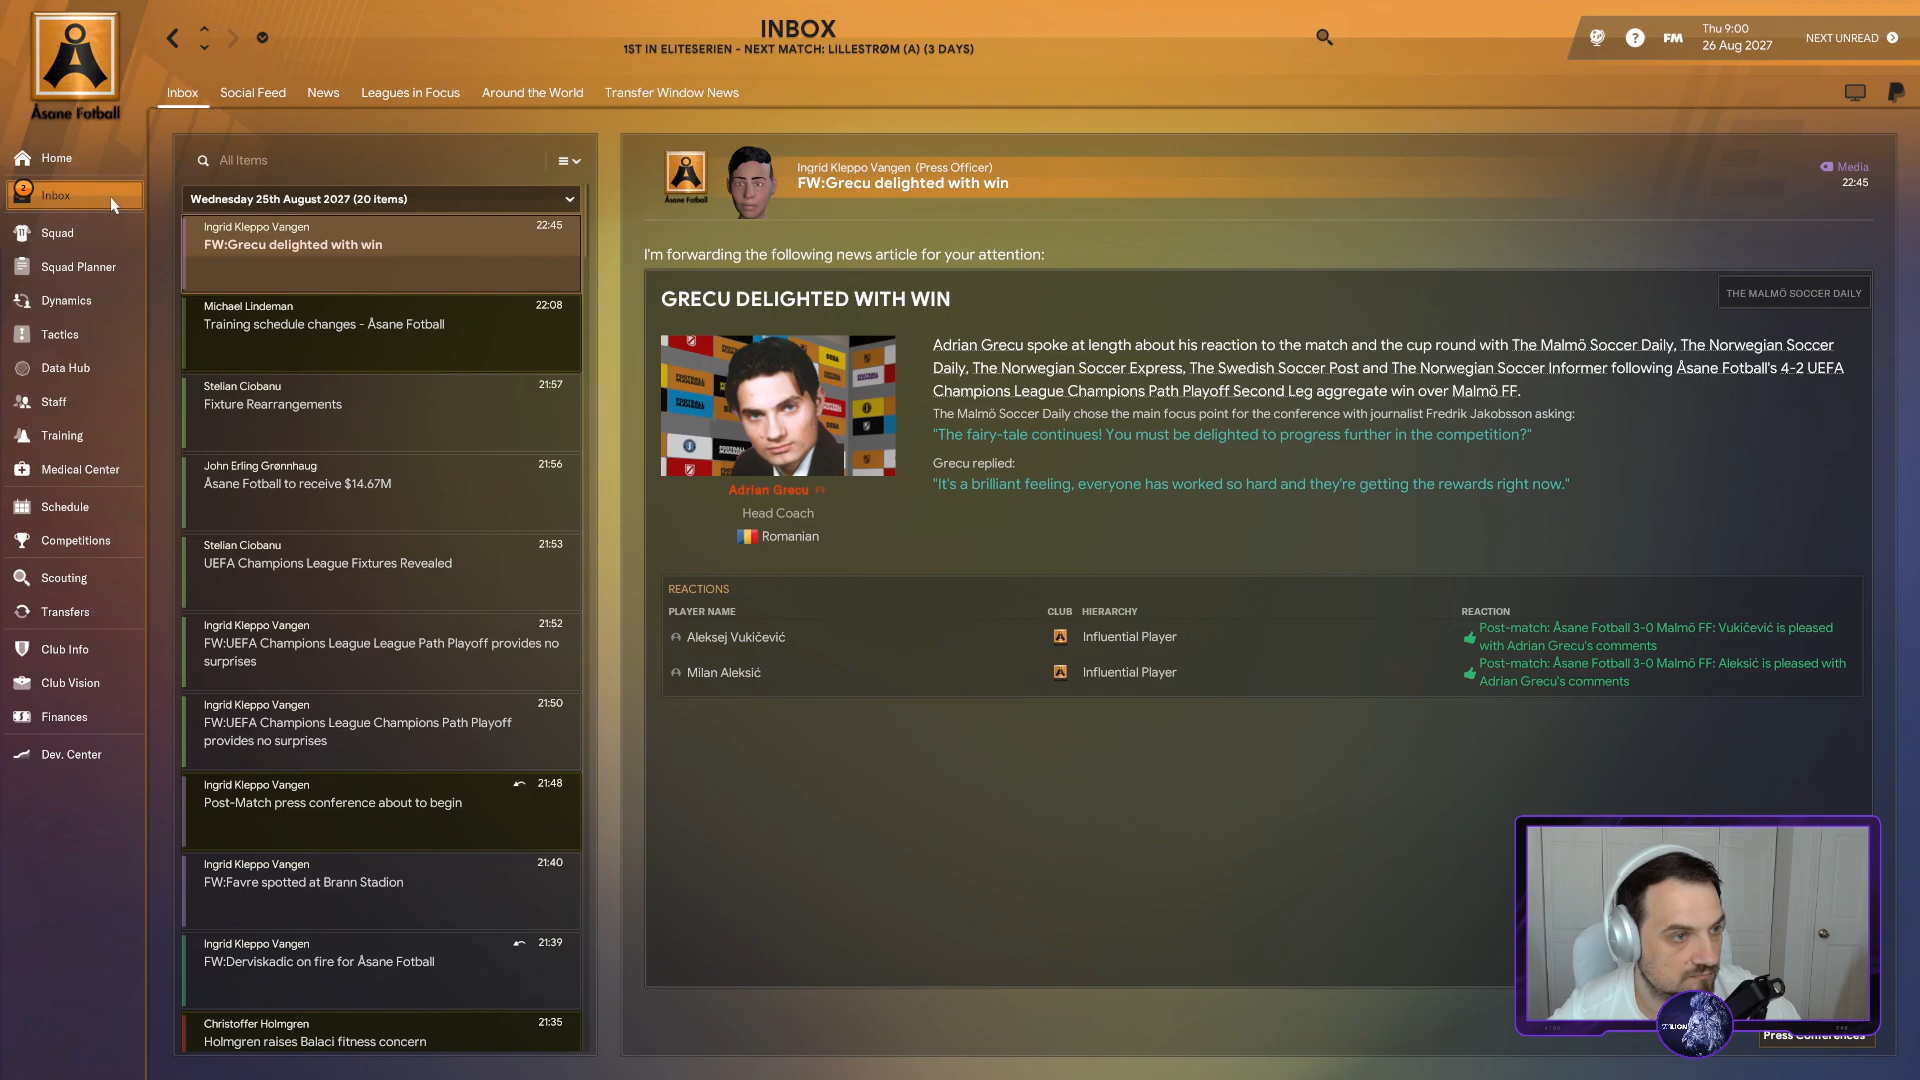 Åsane Fotball
INBOX
1ST IN ELITESERIEN - NEXT MATCH: LILLESTRØM (A) (3 DAYS)
FM
Thu 9:00
26 Aug 2027
NEXT UNREAD
Inbox
Social Feed
News
Leagues in Focus
Around the World
Transfer Window News
Home
2
Inbox
Squad
Squad Planner
Dynamics
Tactics
Data Hub
Staff
Training
Medical Center
Schedule
Competitions
Scouting
Transfers
Club Info
Club Vision
Finances
Dev. Center
All Items
Wednesday 25th August 2027 (20 items)
Ingrid Kleppo Vangen 22:45
FW:Grecu delighted with win
Michael Lindeman 22:08
Training schedule changes - Åsane Fotball
Stelian Ciobanu 21:57
Fixture Rearrangements
John Erling Grønnhaug 21:56
Åsane Fotball to receive $14.67M
Stelian Ciobanu 21:53
UEFA Champions League Fixtures Revealed
Ingrid Kleppo Vangen 21:52
FW:UEFA Champions League League Path Playoff provides no
surprises
Ingrid Kleppo Vangen 21:50
FW:UEFA Champions League Champions Path Playoff
provides no surprises
Ingrid Kleppo Vangen 21:48
Post-Match press conference about to begin
Ingrid Kleppo Vangen 21:40
FW:Favre spotted at Brann Stadion
Ingrid Kleppo Vangen 21:39
FW:Derviskadic on fire for Åsane Fotball
Christoffer Holmgren 21:35
Holmgren raises Balaci fitness concern
Åsane Fotball
Ingrid Kleppo Vangen (Press Officer)
FW:Grecu delighted with win
Media
22:45
I'm forwarding the following news article for your attention:
GRECU DELIGHTED WITH WIN
THE MALMÖ SOCCER DAILY
Adrian Grecu
Head Coach
Romanian
Adrian Grecu spoke at length about his reaction to the match and the cup round with The Malmö Soccer Daily, The Norwegian Soccer
Daily, The Norwegian Soccer Express, The Swedish Soccer Post and The Norwegian Soccer Informer following Åsane Fotball's 4-2 UEFA
Champions League Champions Path Playoff Second Leg aggregate win over Malmö FF.
The Malmö Soccer Daily chose the main focus point for the conference with journalist Fredrik Jakobsson asking:
"The fairy-tale continues! You must be delighted to progress further in the competition?"
Grecu replied:
"It's a brilliant feeling, everyone has worked so hard and they're getting the rewards right now."
REACTIONS
PLAYER NAME CLUB HIERARCHY REACTION
Aleksej Vukičević Influential Player Post-match: Åsane Fotball 3-0 Malmö FF: Vukičević is pleased
with Adrian Grecu's comments
Milan Aleksić Influential Player Post-match: Åsane Fotball 3-0 Malmö FF: Aleksić is pleased with
Adrian Grecu's comments
Press Conferences